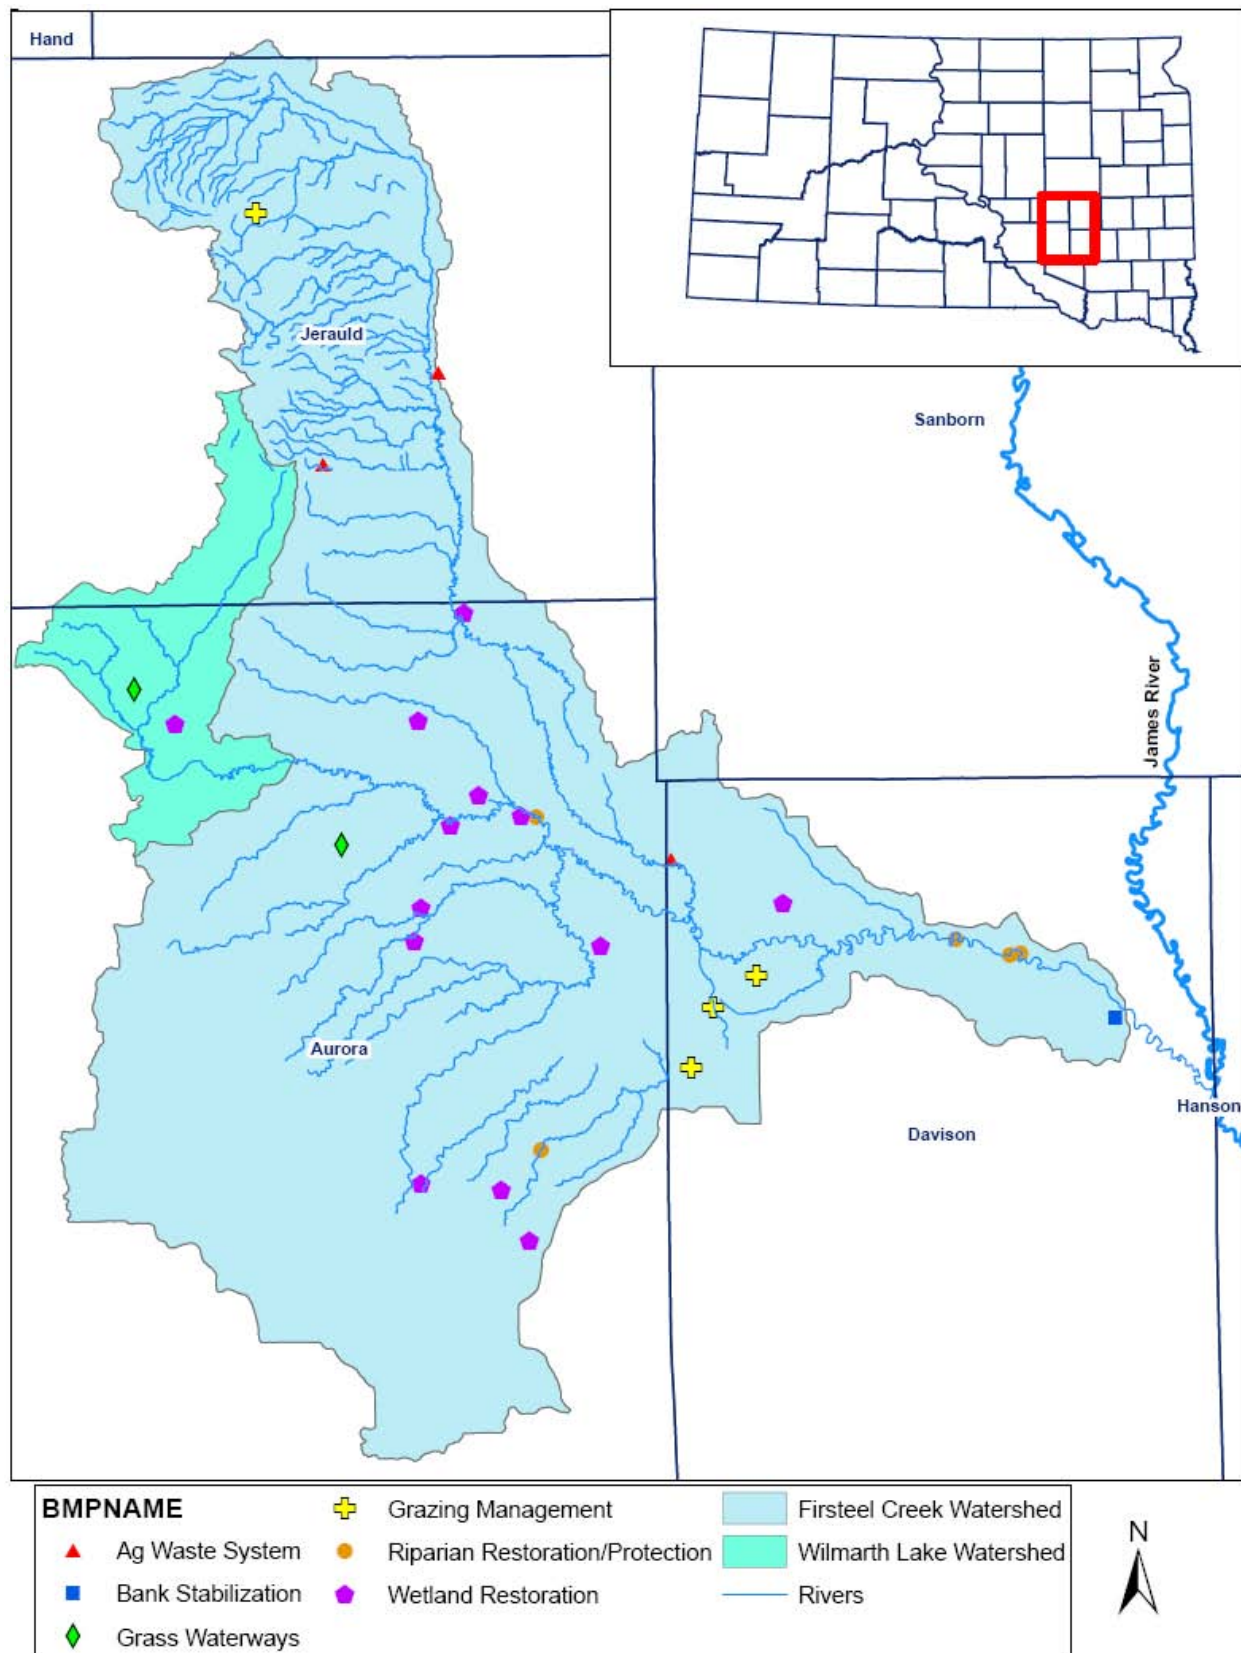 Hand
Jerauld
Sanborn
James River
Aurora
Hanson
Davison
BMPNAME
Ag Waste System
Bank Stabilization
Grass Waterways
Grazing Management
Riparian Restoration/Protection
Wetland Restoration
Firsteel Creek Watershed
Wilmarth Lake Watershed
Rivers
N